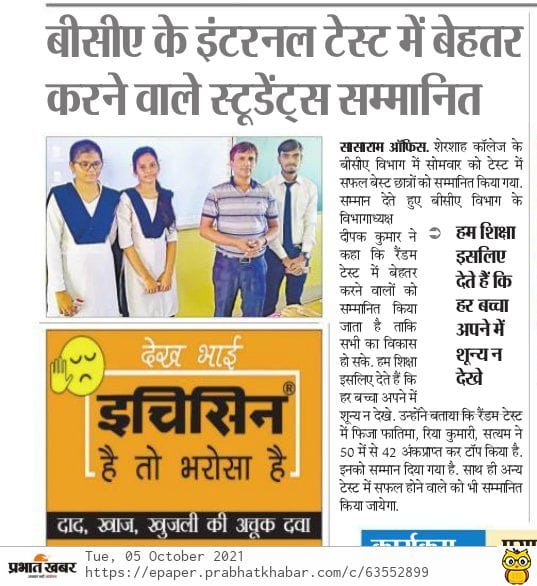 बीसीए के इंटरनल टेस्ट में बेहतर
करने वाले स्टूडेंट्स सम्मानित
सासाराम ऑफिस. शेरशाह कॉलेज के
बीसीए विभाग में सोमवार को टेस्ट में
सफल बेस्ट छात्रों को सम्मानित किया गया.
सम्मान देते हुए बीसीए विभाग के
विभागाध्यक्ष
दीपक कुमार ने
कहा कि रैंडम
टेस्ट में बेहतर
करने वालों को
सम्मानित किया
जाता है ताकि
सभी का विकास
हो सके. हम शिक्षा
इसलिए देते हैं कि
हर बच्चा अपने में
शून्य न देखे. उन्होंने बताया कि रैंडम टेस्ट
में फिजा फातिमा, रिया कुमारी, सत्यम ने
50 में से 42 अंकप्राप्त कर टॉप किया है.
इनको सम्मान दिया गया है. साथ ही अन्य
टेस्ट में सफल होने वाले को भी सम्मानित
किया जायेगा.
हम शिक्षा
इसलिए
देते हैं कि
हर बच्चा
अपने में
शून्य न
देखे
देख भाई
इचिसिन®
है तो भरोसा है
दाद, खाज, खुजली की अचूक दवा
प्रभात खबर
Tue, 05 October 2021
https://epaper.prabhatkhabar.com/c/63552899